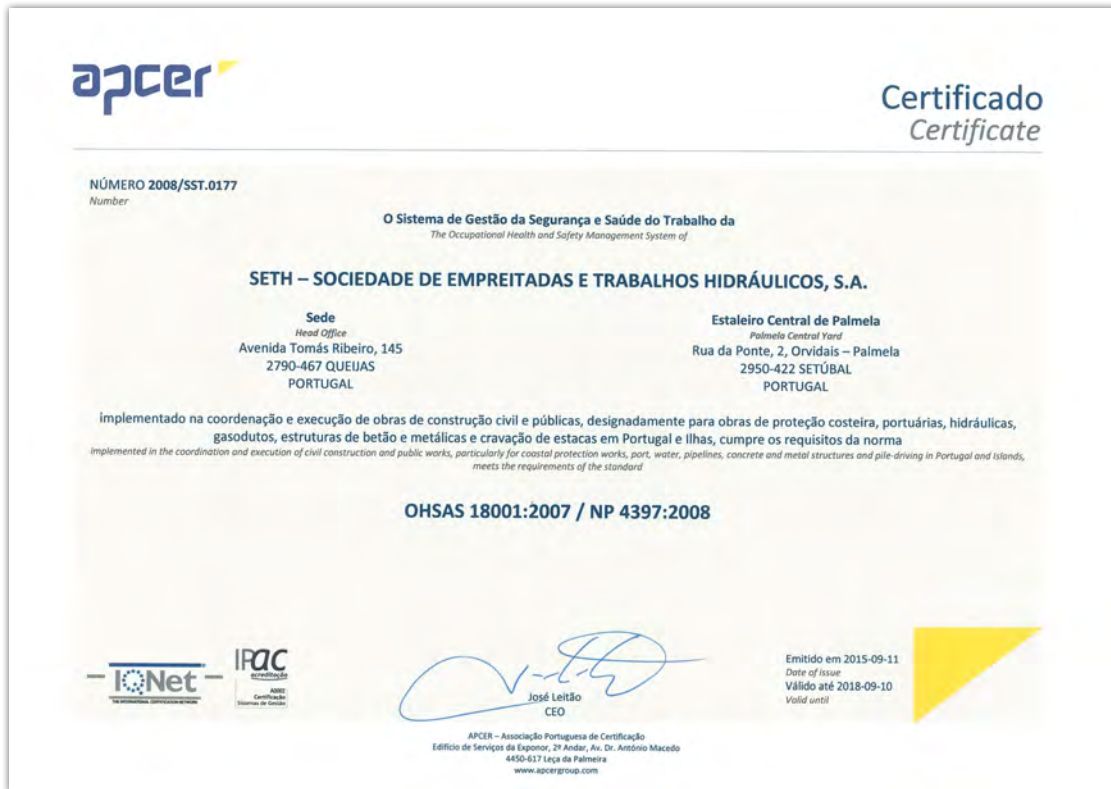 apcer
Certificado
Certificate
NÚMERO 2008/SST.0177
Number
O Sistema de Gestão da Segurança e Saúde do Trabalho da
The Occupational Health and Safety Management System of
SETH – SOCIEDADE DE EMPREITADAS E TRABALHOS HIDRÁULICOS, S.A.
Sede
Head Office
Avenida Tomás Ribeiro, 145
2790-467 QUEIJAS
PORTUGAL
Estaleiro Central de Palmela
Palmela Central Yard
Rua da Ponte, 2, Orvidais – Palmela
2950-422 SETÚBAL
PORTUGAL
implementado na coordenação e execução de obras de construção civil e públicas, designadamente para obras de proteção costeira, portuárias, hidráulicas,
gasodutos, estruturas de betão e metálicas e cravação de estacas em Portugal e Ilhas, cumpre os requisitos da norma
implemented in the coordination and execution of civil construction and public works, particularly for coastal protection works, port, water, pipelines, concrete and metal structures and pile-driving in Portugal and Islands,
meets the requirements of the standard
OHSAS 18001:2007 / NP 4397:2008
IQNet
THE INTERNATIONAL CERTIFICATION NETWORK
IPAC
acreditação
A0002
Certificação
Sistemas de Gestão
José Leitão
CEO
Emitido em 2015-09-11
Date of issue
Válido até 2018-09-10
Valid until
APCER – Associação Portuguesa de Certificação
Edifício de Serviços da Exponor, 2º Andar, Av. Dr. António Macedo
4450-617 Leça da Palmeira
www.apcergroup.com